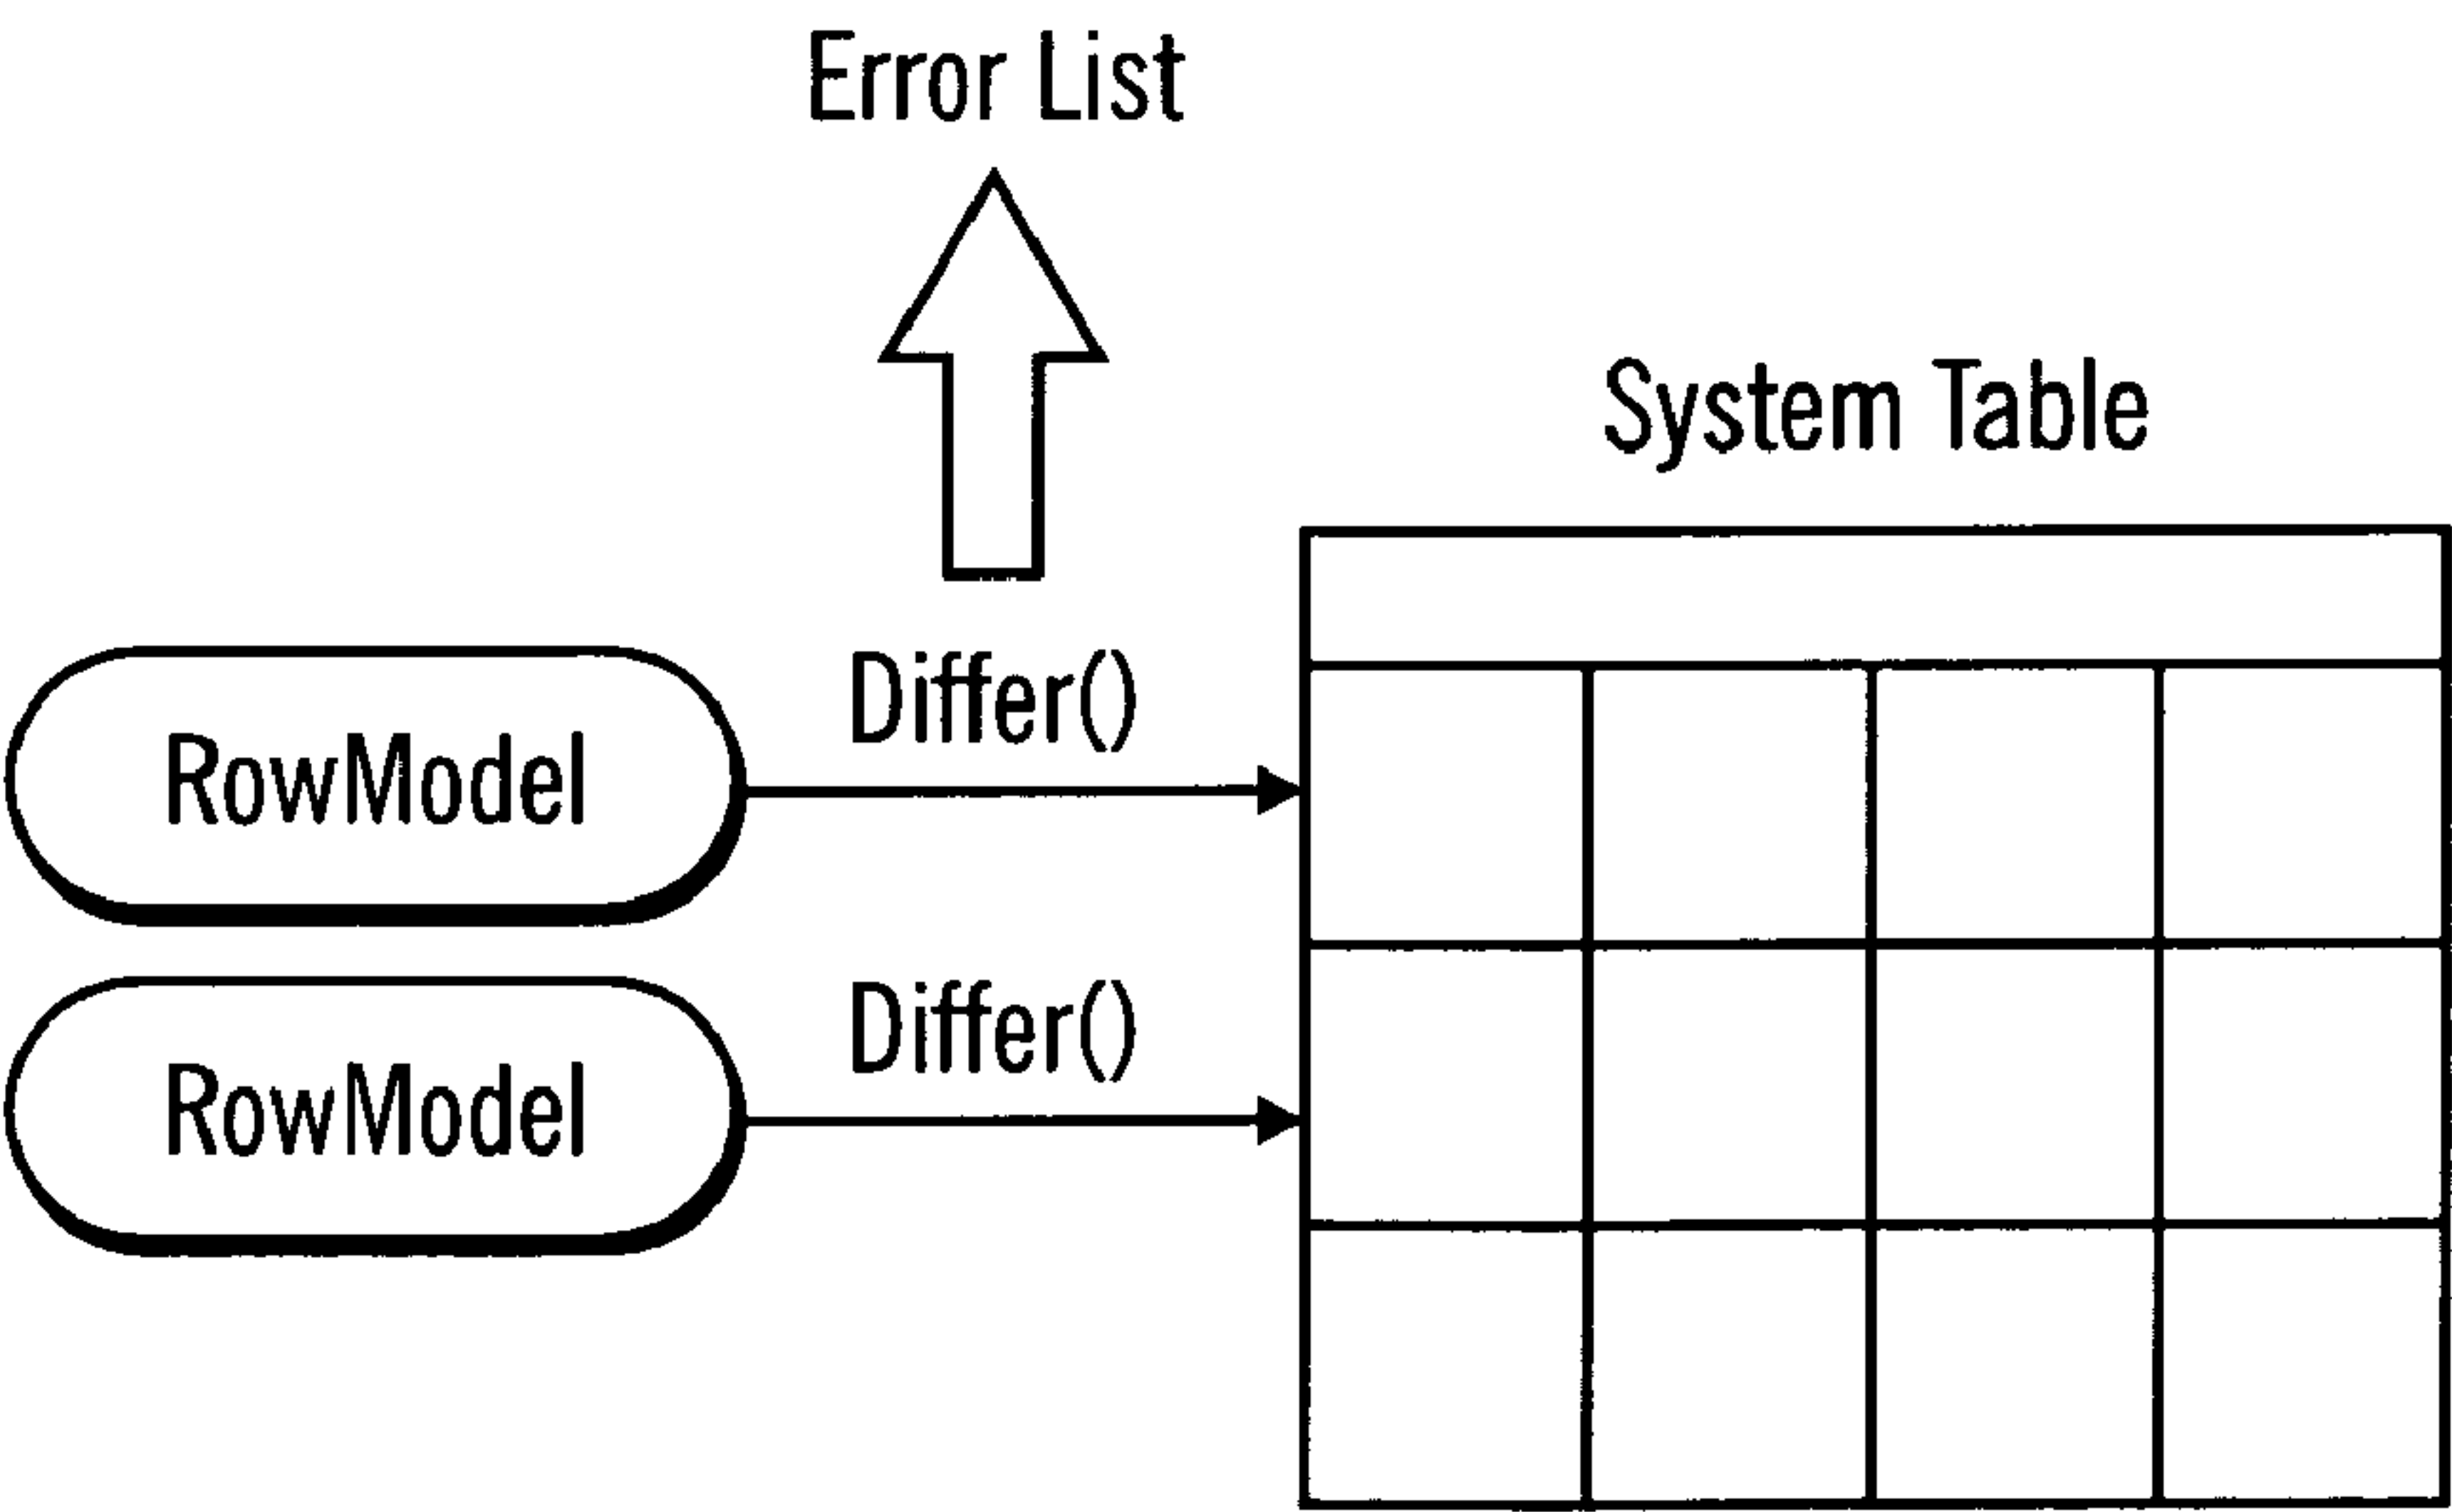 Error List
System Table
Differ()
RowModel
Differ()
RowModel